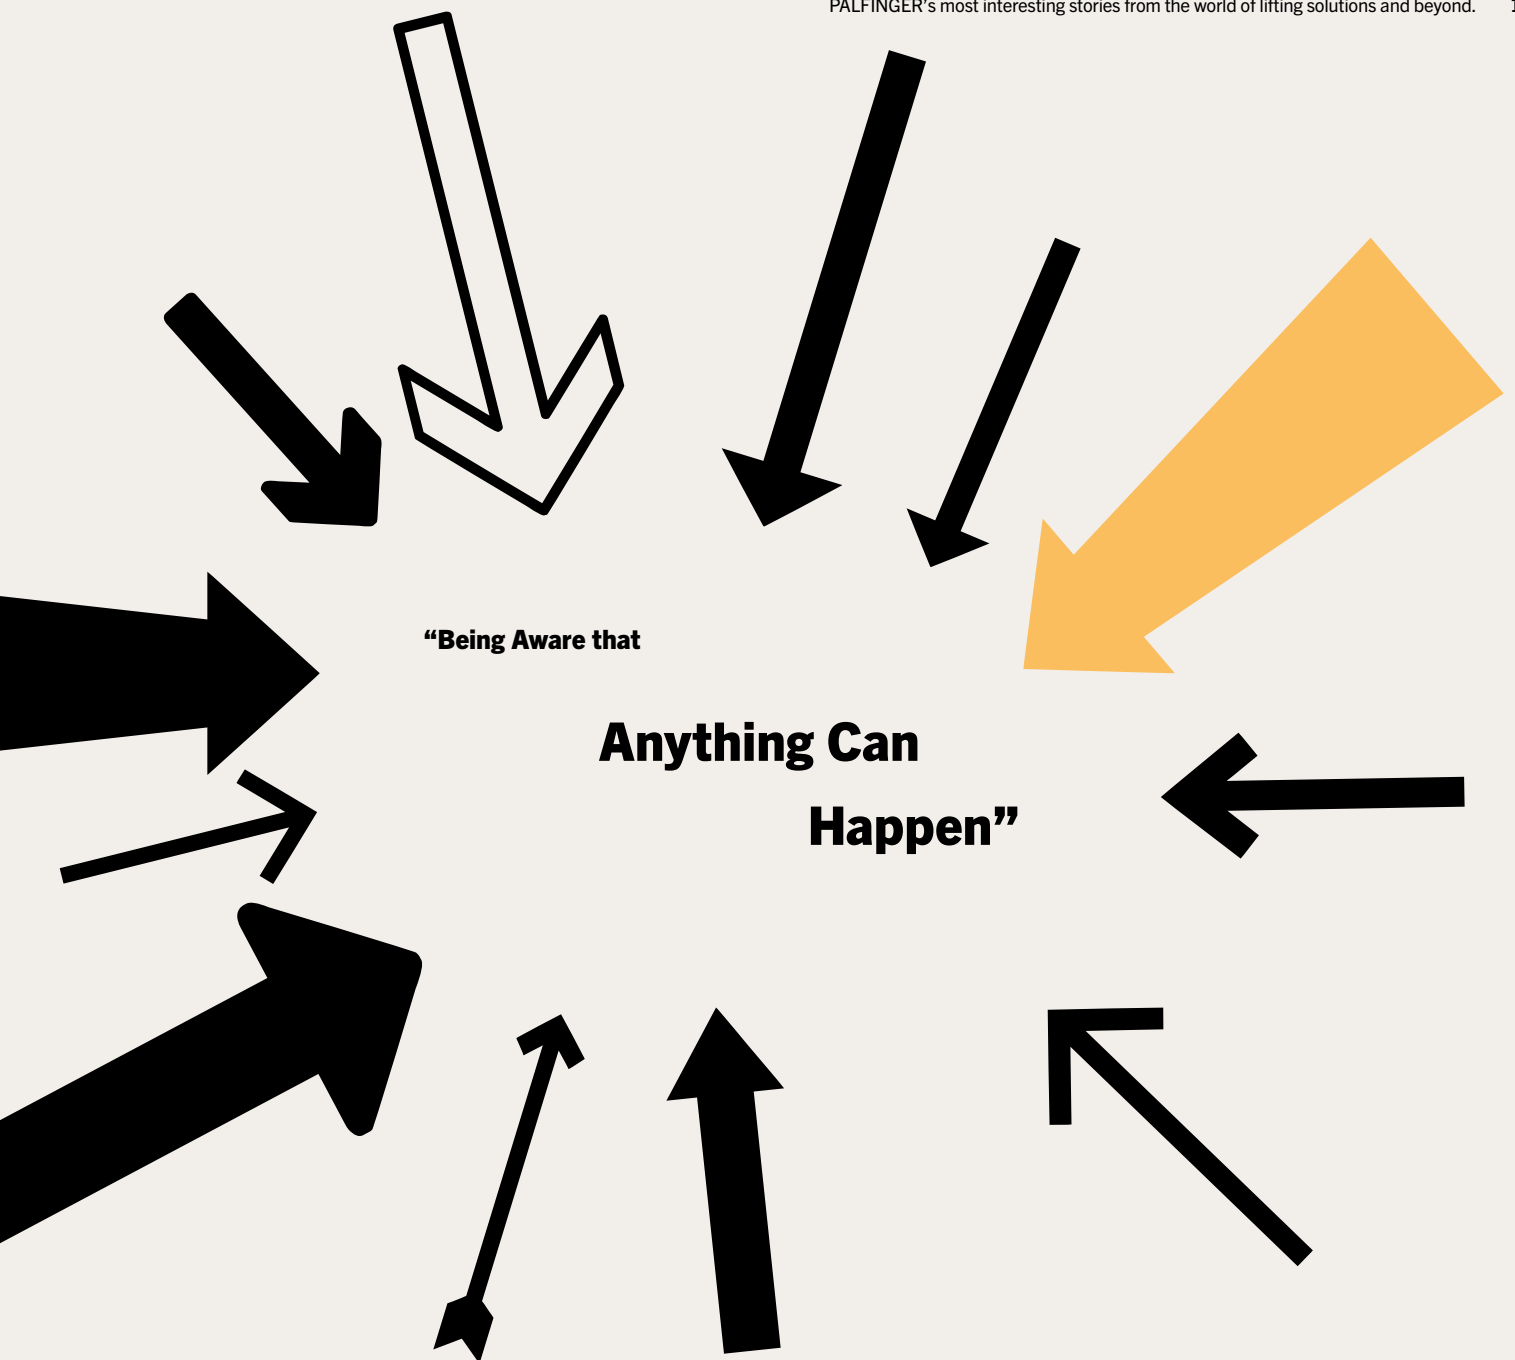 PALFINGER’s most interesting stories from the world of lifting solutions and beyond.
“Being Aware that
Anything Can
Happen”